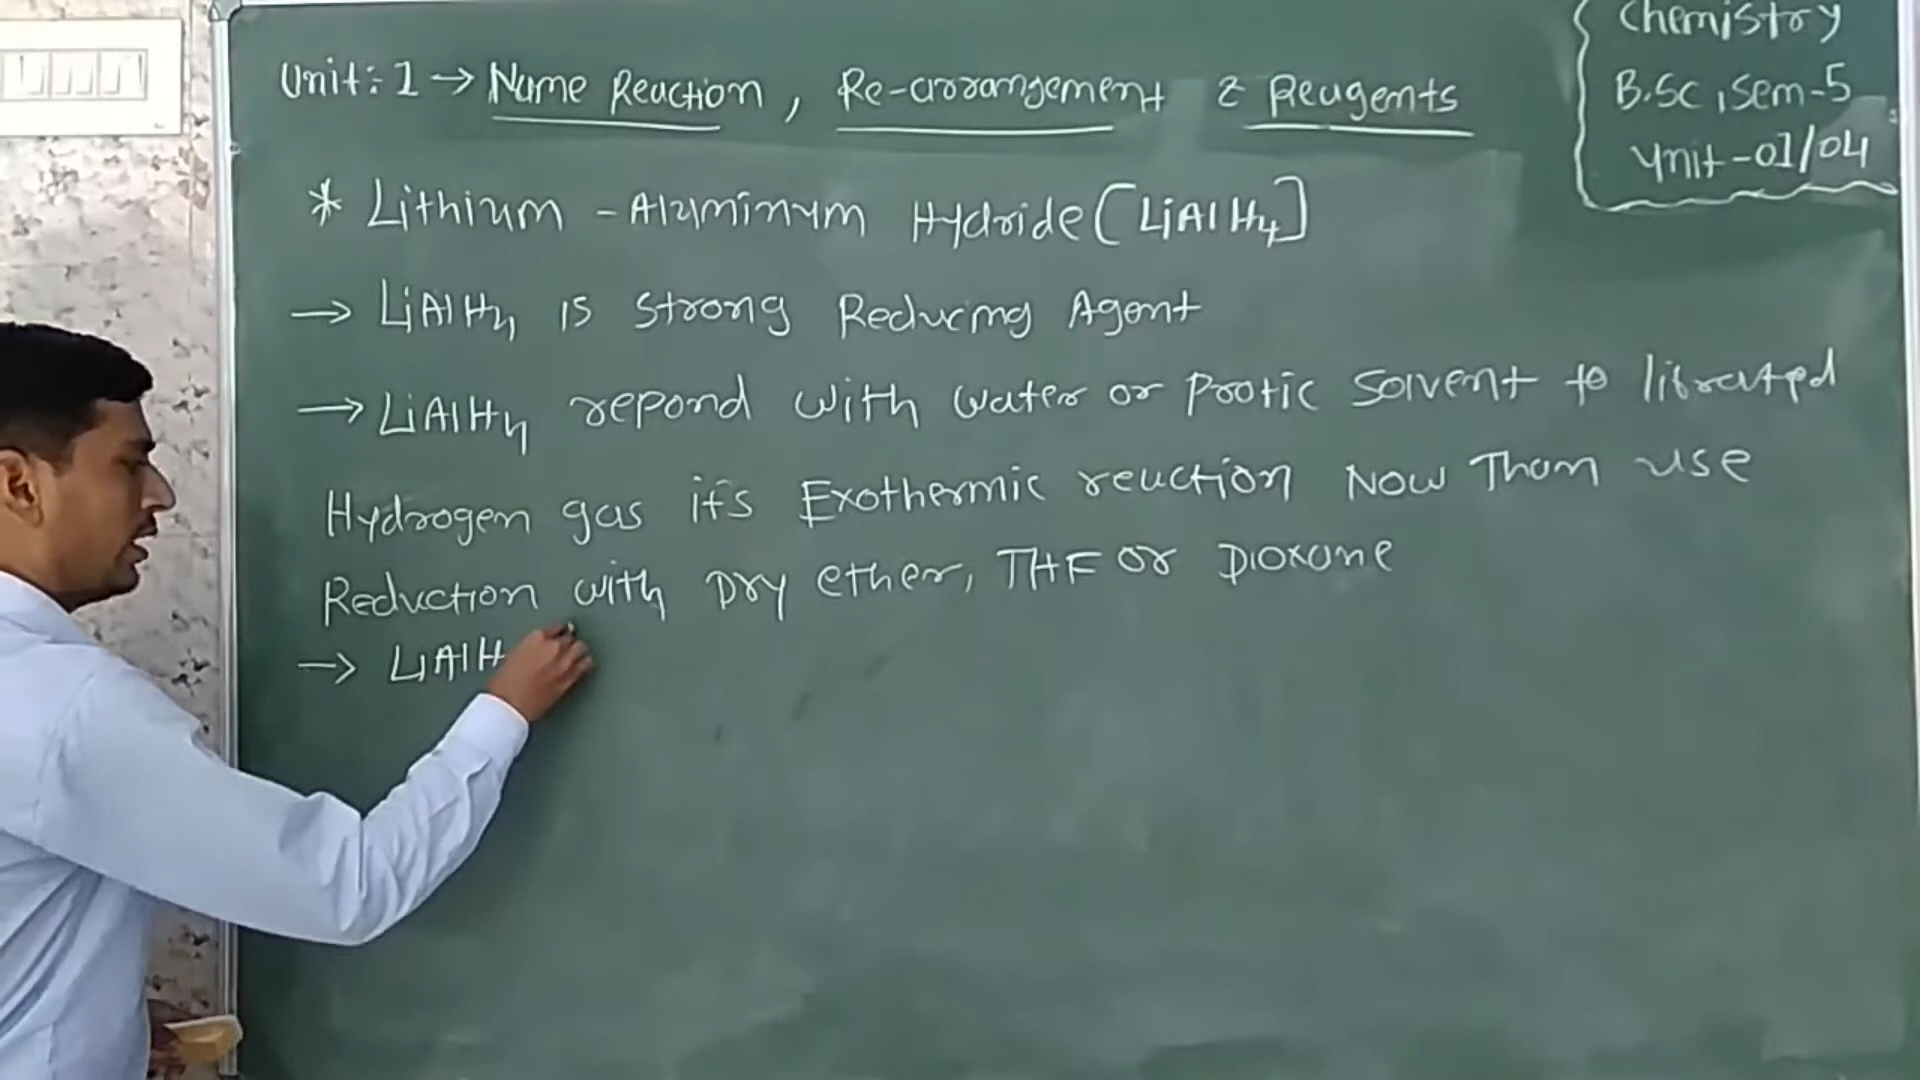 Chemistry
B.Sc, Sem-5
Unit-01/04
Unit:-1 → Name Reaction, Re-arrangement & Reagents
* Lithium - Aluminium Hydride [LiAlH4]
→ LiAlH4 is strong Reducing Agent
→ LiAlH4 repond with water or Protic Solvent to librated
Hydrogen gas it's Exothermic reaction Now Than use
Reduction with Dry ether, THF or Dioxane
→ LiAlH